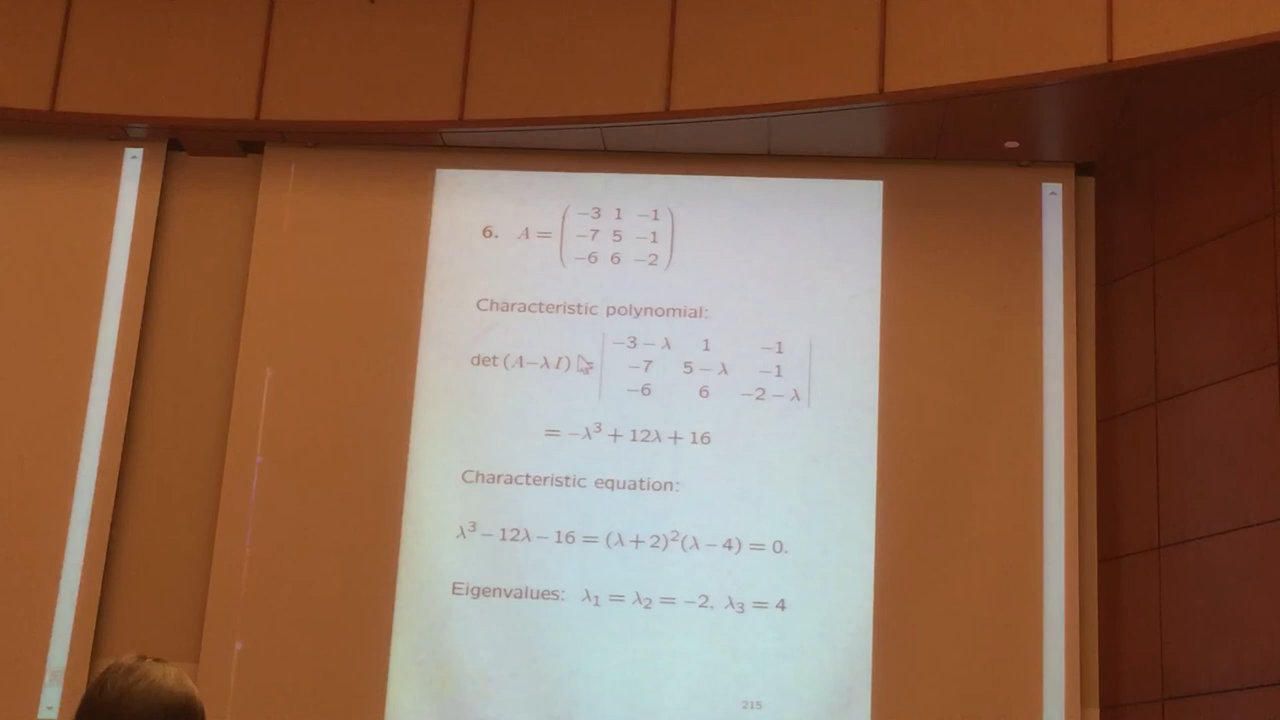 6. A = ( −3 1 −1
−7 5 −1
−6 6 −2 )
Characteristic polynomial:
det (A−λI) | −3 − λ 1 −1
−7 5 − λ −1
−6 6 −2 − λ |
= −λ³ + 12λ + 16
Characteristic equation:
λ³ − 12λ − 16 = (λ+2)²(λ − 4) = 0.
Eigenvalues: λ₁ = λ₂ = −2, λ₃ = 4
215